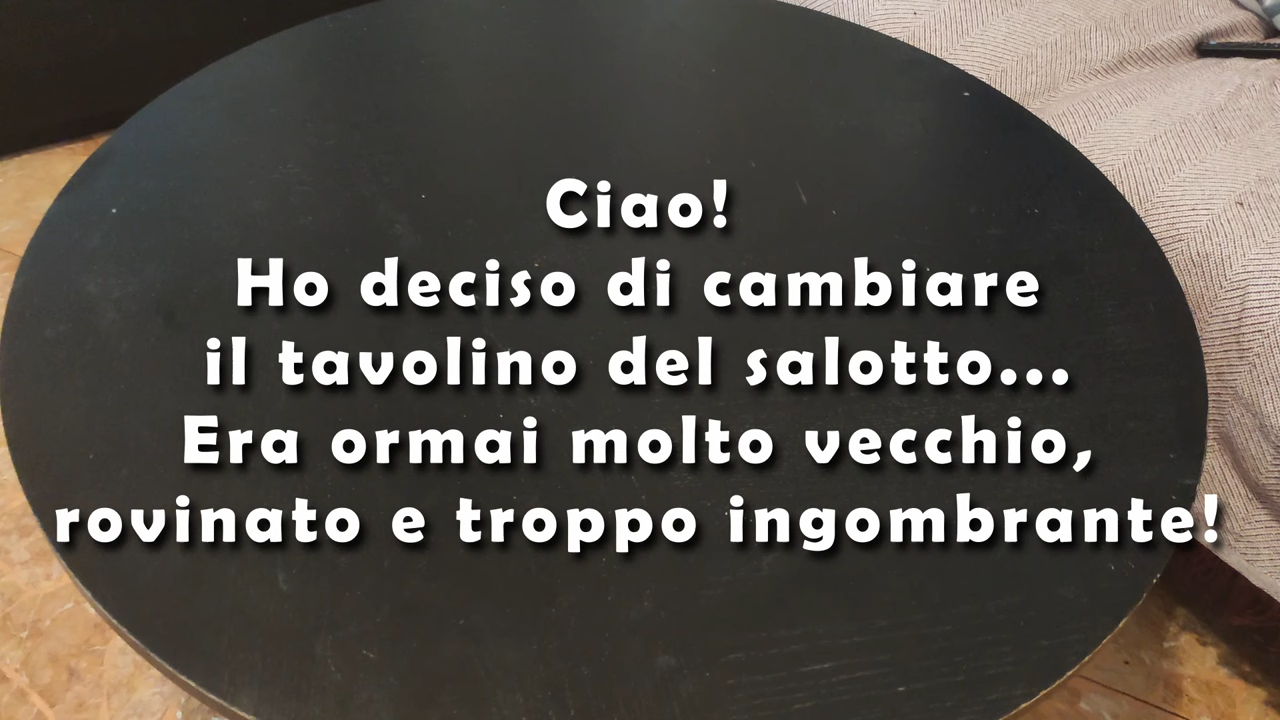 Ciao!
Ho deciso di cambiare
il tavolino del salotto...
Era ormai molto vecchio,
rovinato e troppo ingombrante!